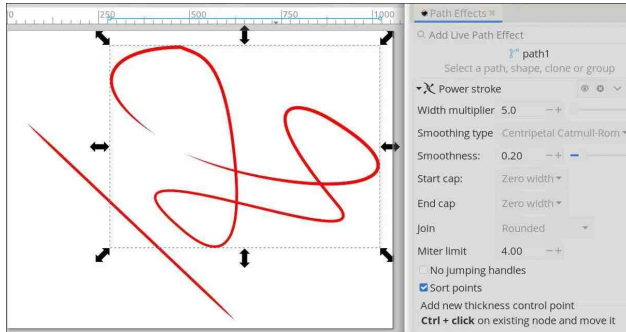 0 250 500 750 1000
Path Effects
Add Live Path Effect
path1
Select a path, shape, clone or group
Power stroke
Width multiplier 5.0 - +
Smoothing type Centripetal Catmull-Rom
Smoothness: 0.20 - +
Start cap: Zero width
End cap Zero width
Join Rounded
Miter limit 4.00 - +
No jumping handles
Sort points
Add new thickness control point
Ctrl + click on existing node and move it